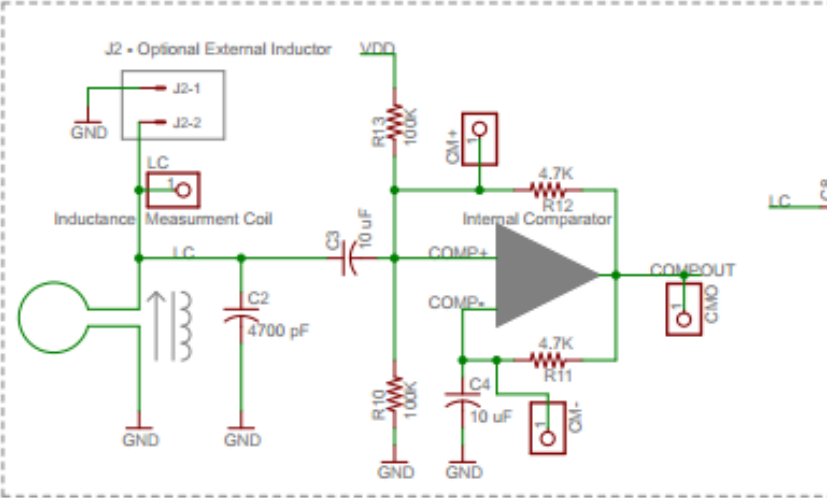 J2 - Optional External Inductor
VDD
J2-1
GND
J2-2
R13
100K
CM+
1
LC
1
4.7K
R12
LC
Inductance Measurment Coil
Internal Comparator
C3
10 uF
LC
COMP+
COMPOUT
C2
4700 pF
COMP-
1
CMO
4.7K
R11
R10
100K
C4
10 uF
1
CM-
GND
GND
GND
GND